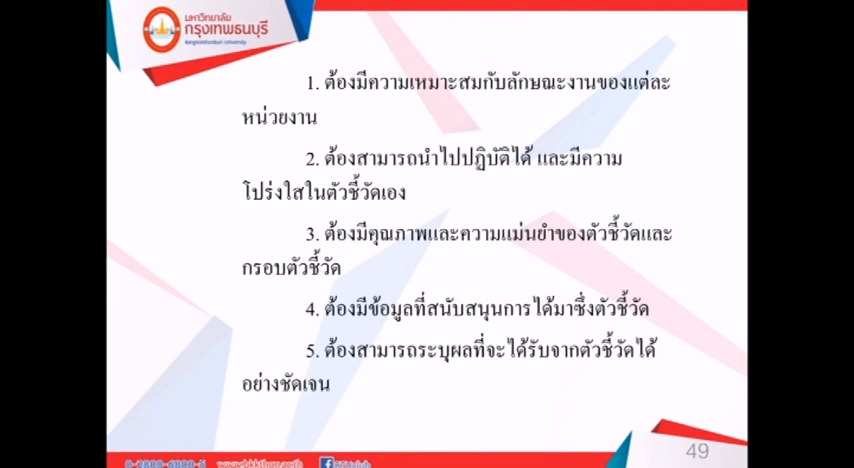 มหาวิทยาลัย
กรุงเทพธนบุรี
Bangkokthonburi University
1. ต้องมีความเหมาะสมกับลักษณะงานของแต่ละ
หน่วยงาน
2. ต้องสามารถนำไปปฏิบัติได้ และมีความ
โปร่งใสในตัวชี้วัดเอง
3. ต้องมีคุณภาพและความแม่นยำของตัวชี้วัดและ
กรอบตัวชี้วัด
4. ต้องมีข้อมูลที่สนับสนุนการได้มาซึ่งตัวชี้วัด
5. ต้องสามารถระบุผลที่จะได้รับจากตัวชี้วัดได้
อย่างชัดเจน
49